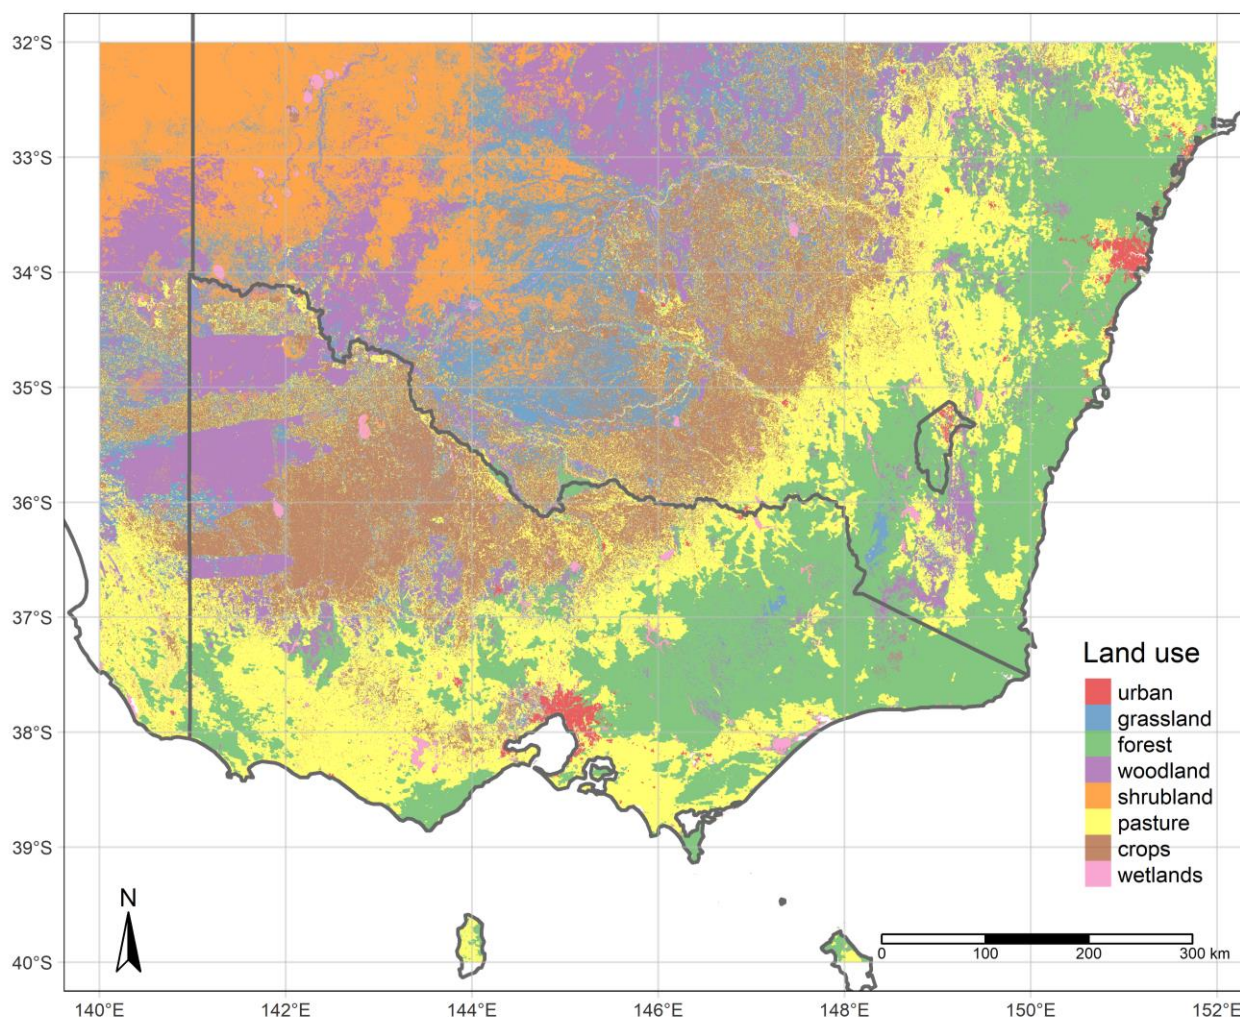 32°S
33°S
34°S
35°S
36°S
37°S
38°S
39°S
40°S
Land use
urban
grassland
forest
woodland
shrubland
pasture
crops
wetlands
N
0 100 200 300 km
140°E 142°E 144°E 146°E 148°E 150°E 152°E